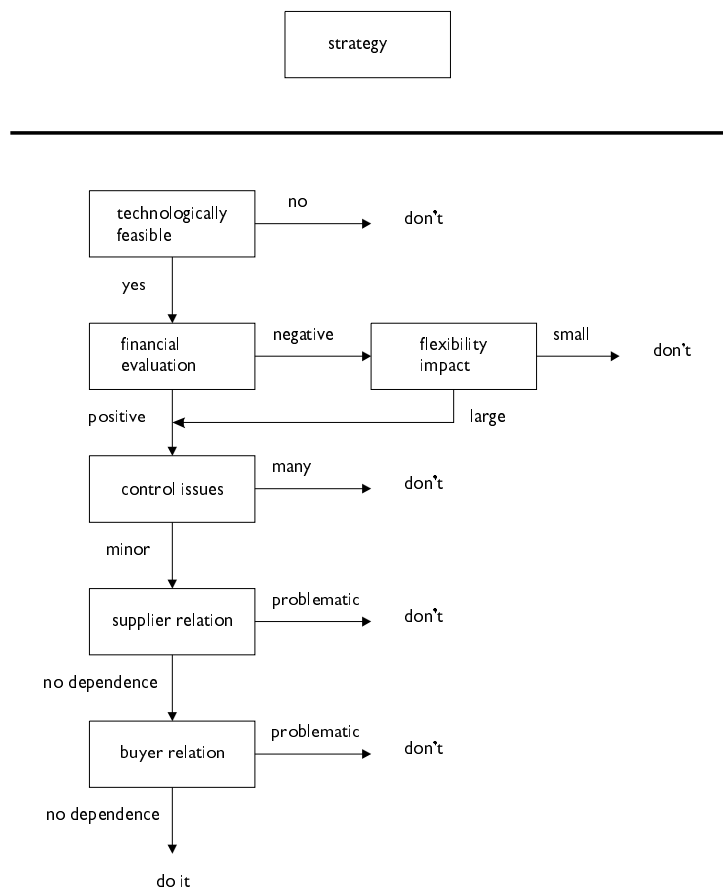 strategy
no
technologically
feasible
don't
yes
financial
evaluation
negative
flexibility
impact
small
don't
positive
large
control issues
many
don't
minor
supplier relation
problematic
don't
no dependence
buyer relation
problematic
don't
no dependence
do it